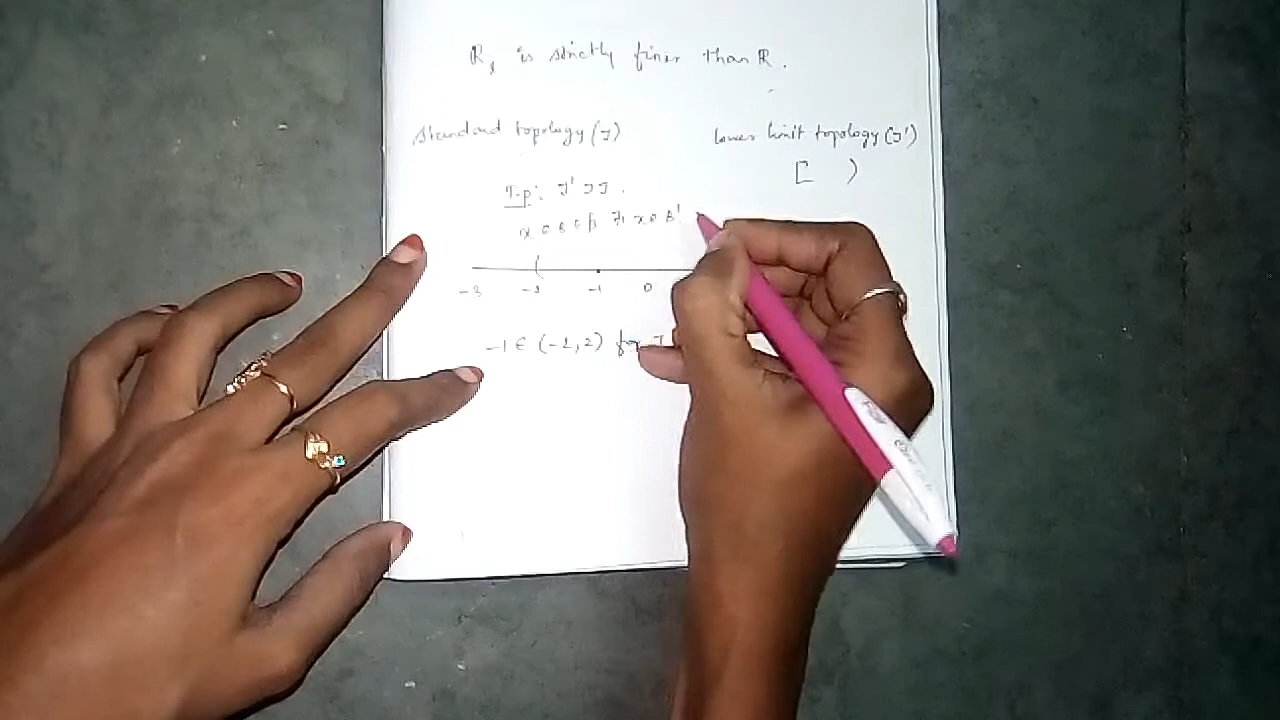 Rℓ is strictly finer than R.
Standard topology (J)
lower limit topology (J')
[ )
T.p: J' ⊃ J.
x ∈ B ∈ β ∃ x ∈ B'
-3 -2 -1 0
-1 ∈ (-2,2) for J